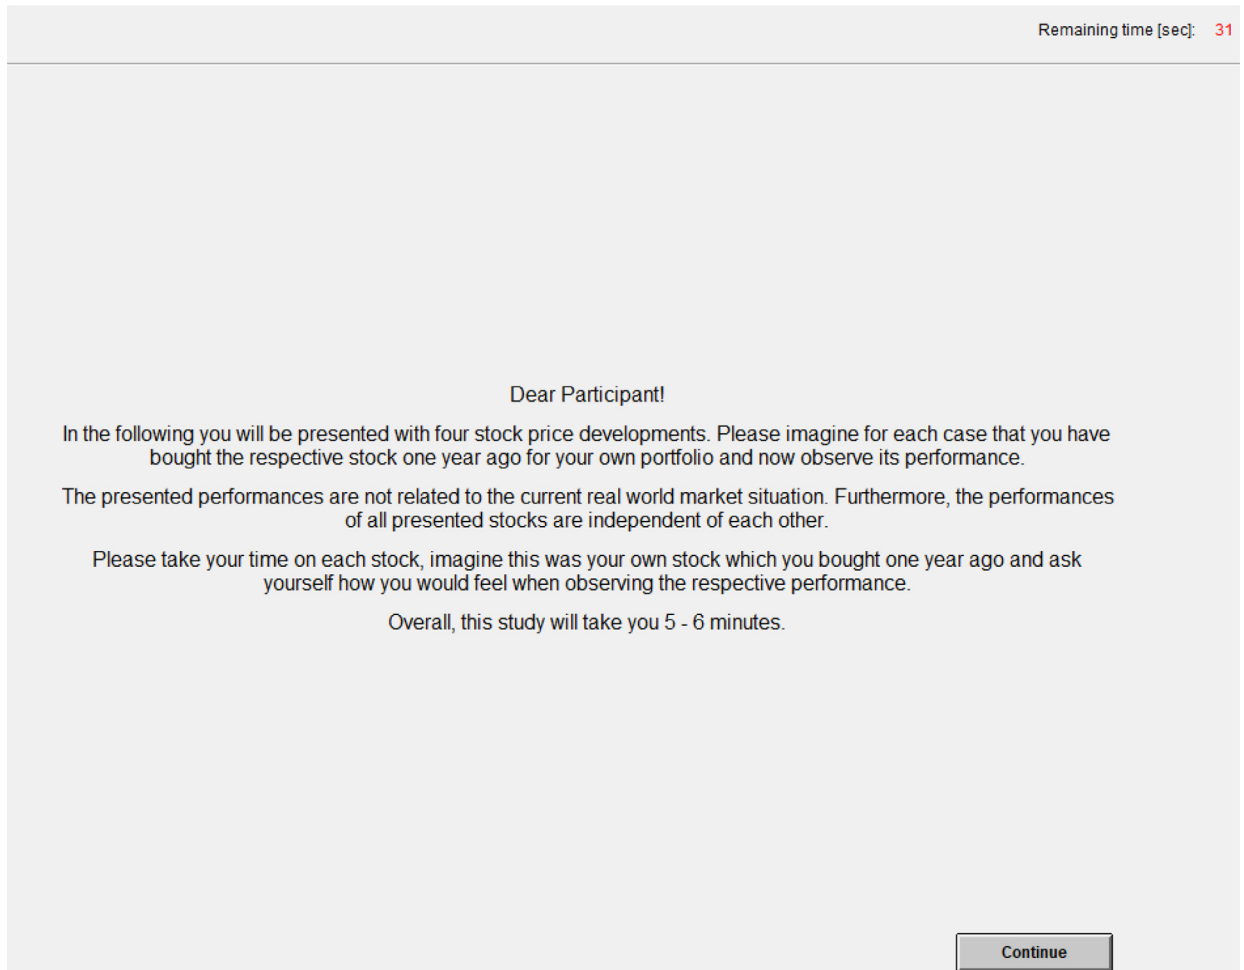 Remaining time [sec]: 31
Dear Participant!
In the following you will be presented with four stock price developments. Please imagine for each case that you have
bought the respective stock one year ago for your own portfolio and now observe its performance.
The presented performances are not related to the current real world market situation. Furthermore, the performances
of all presented stocks are independent of each other.
Please take your time on each stock, imagine this was your own stock which you bought one year ago and ask
yourself how you would feel when observing the respective performance.
Overall, this study will take you 5 - 6 minutes.
Continue